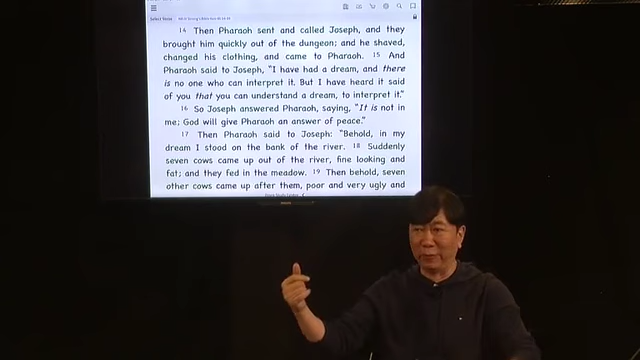 16 Then Pharaoh sent and called Joseph, and they
brought him quickly out of the dungeon; and he shaved,
changed his clothing, and came to Pharaoh. 15 And
Pharaoh said to Joseph, "I have had a dream, and there
is no one who can interpret it. But I have heard it said
of you that you can understand a dream, to interpret it."
16 So Joseph answered Pharaoh, saying, "It is not in
me; God will give Pharaoh an answer of peace."
17 Then Pharaoh said to Joseph: "Behold, in my
dream I stood on the bank of the river. 18 Suddenly
seven cows came up out of the river, fine looking and
fat; and they fed in the meadow. 19 Then behold, seven
other cows came up after them, poor and very ugly and